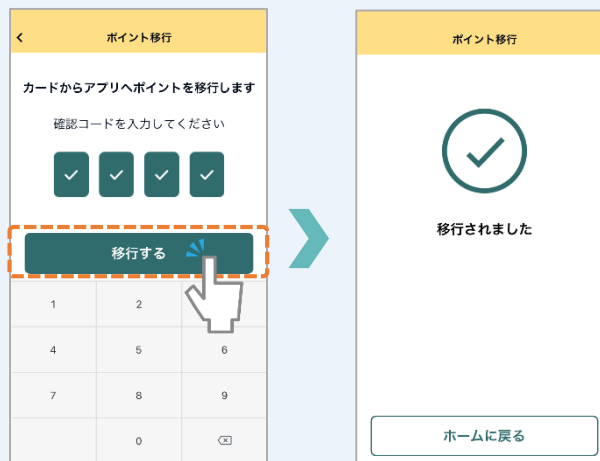 ポイント移行
カードからアプリへポイントを移行します
確認コードを入力してください
移行する
1 2
4 5 6
7 8 9
0
ポイント移行
移行されました
ホームに戻る